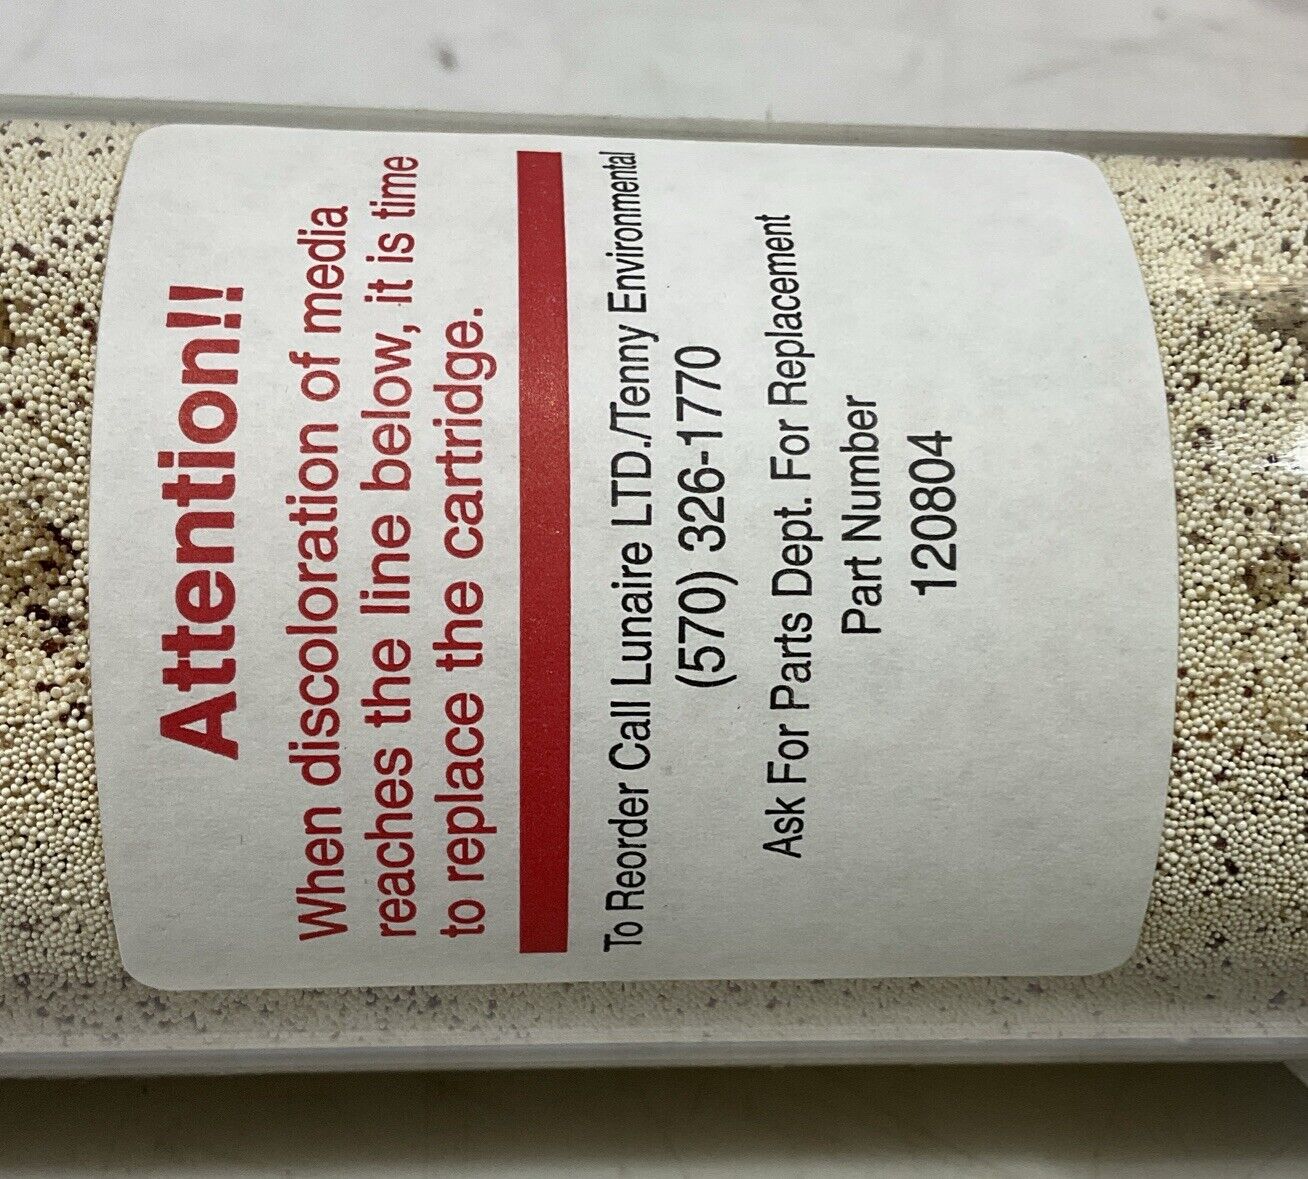 Attention!!
When discoloration of media
reaches the line below, it is time
to replace the cartridge.
To Reorder Call Lunaire LTD./Tenny Environmental
(570) 326-1770
Ask For Parts Dept. For Replacement
Part Number
120804